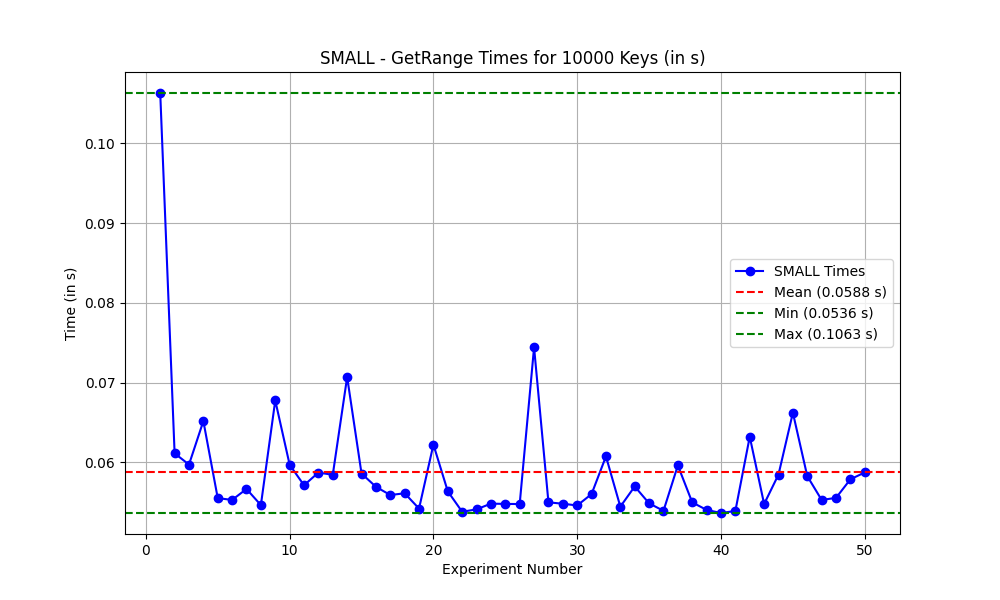 SMALL - GetRange Times for 10000 Keys (in s)
0.10
0.09
0.08
0.07
0.06
Time (in s)
SMALL Times
Mean (0.0588 s)
Min (0.0536 s)
Max (0.1063 s)
0
10
20
30
40
50
Experiment Number